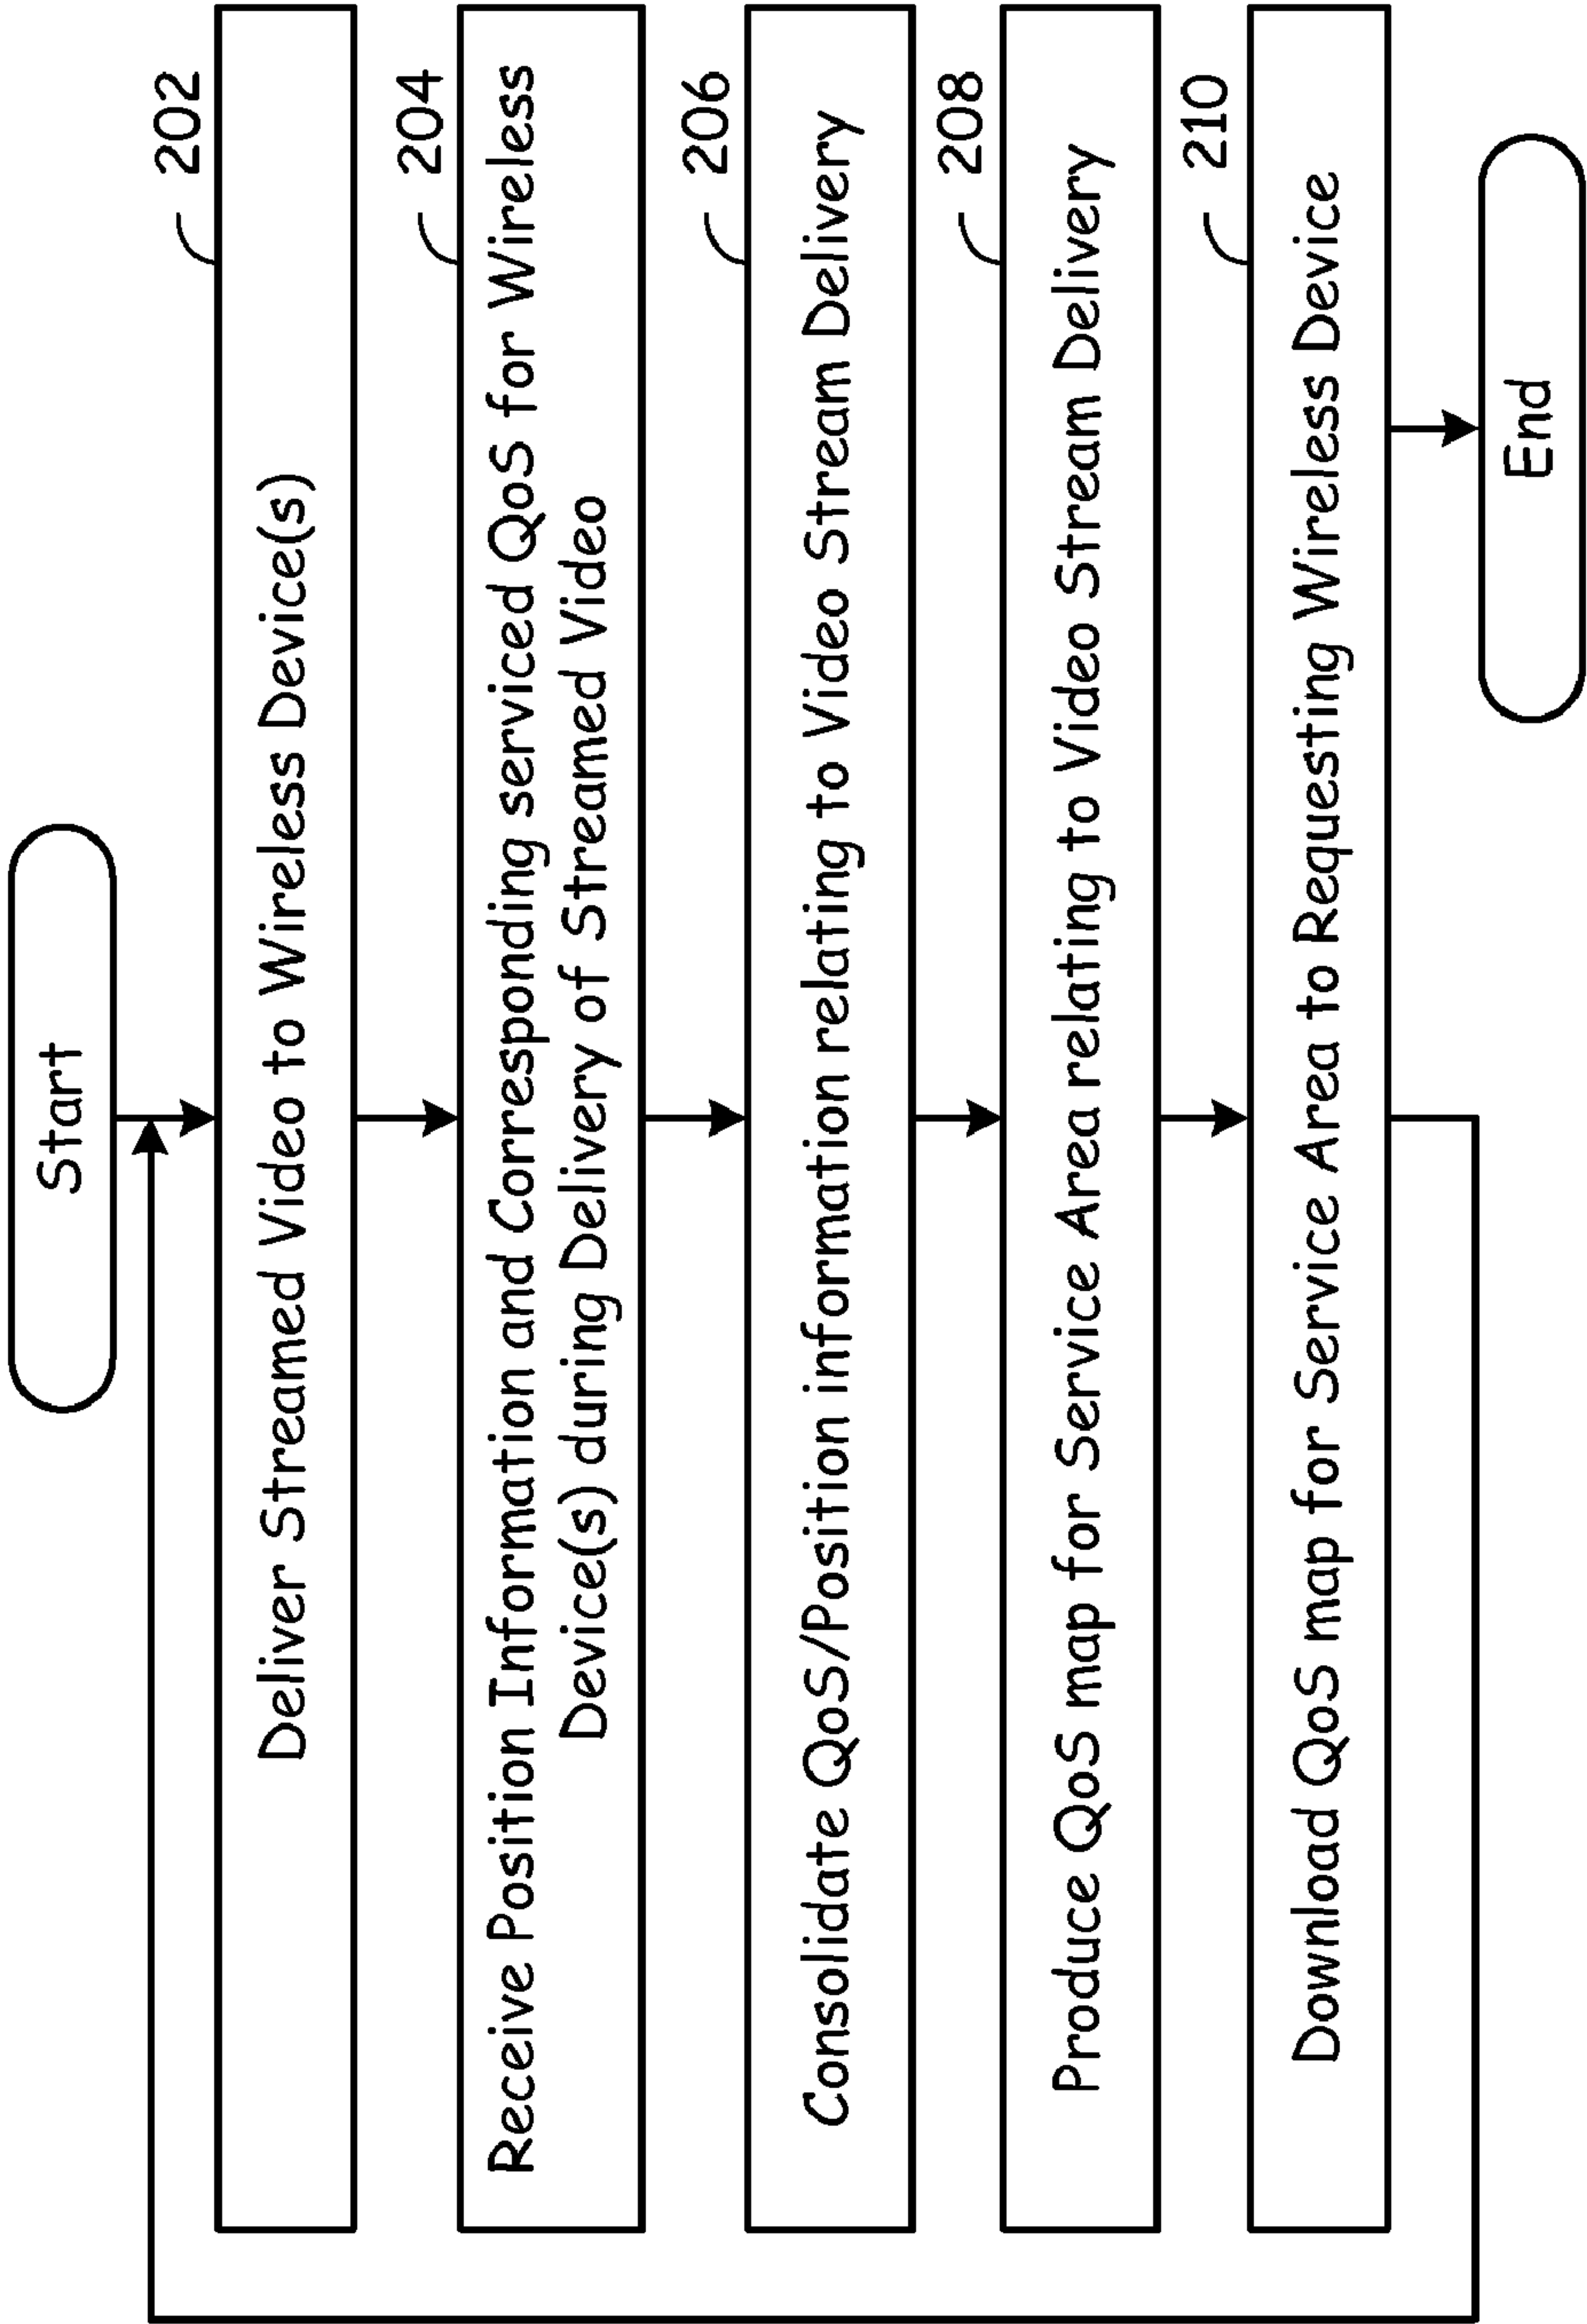 Start
202
Deliver Streamed Video to Wireless Device(s)
204
Receive Position Information and Corresponding serviced QoS for Wireless
Device(s) during Delivery of Streamed Video
206
Consolidate QoS/Position information relating to Video Stream Delivery
208
Produce QoS map for Service Area relating to Video Stream Delivery
210
Download QoS map for Service Area to Requesting Wireless Device
End